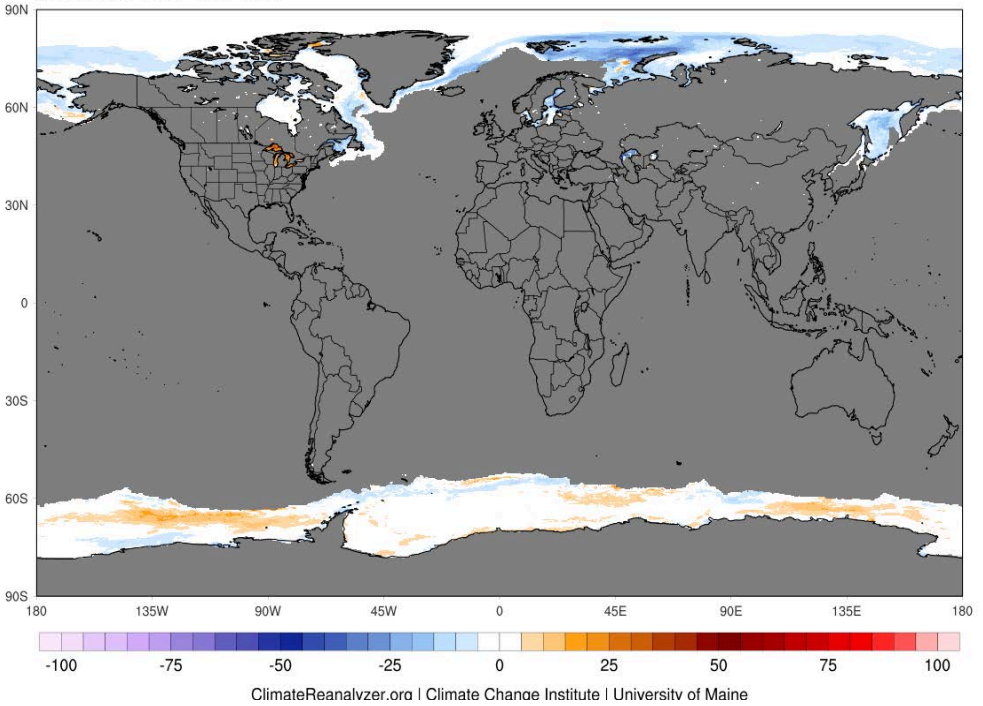 90N
60N
30N
0
30S
60S
90S
180 135W 90W 45W 0 45E 90E 135E 180
-100 -75 -50 -25 0 25 50 75 100
ClimateReanalyzer.org | Climate Change Institute | University of Maine